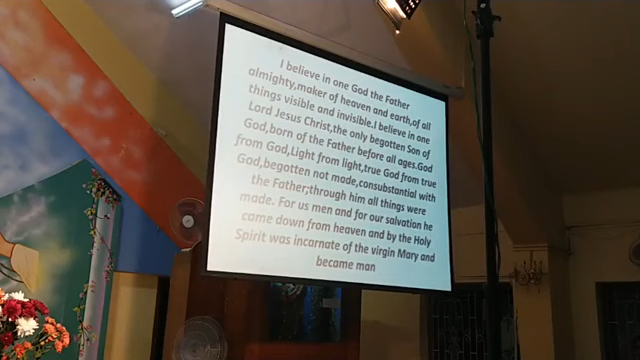 I believe in one God the Father
almighty,maker of heaven and earth,of all
things visible and invisible.I believe in one
Lord Jesus Christ,the only begotten Son of
God,born of the Father before all ages.God
from God,Light from light,true God from true
God,begotten not made,consubstantial with
the Father;through him all things were
made. For us men and for our salvation he
came down from heaven and by the Holy
Spirit was incarnate of the virgin Mary and
became man